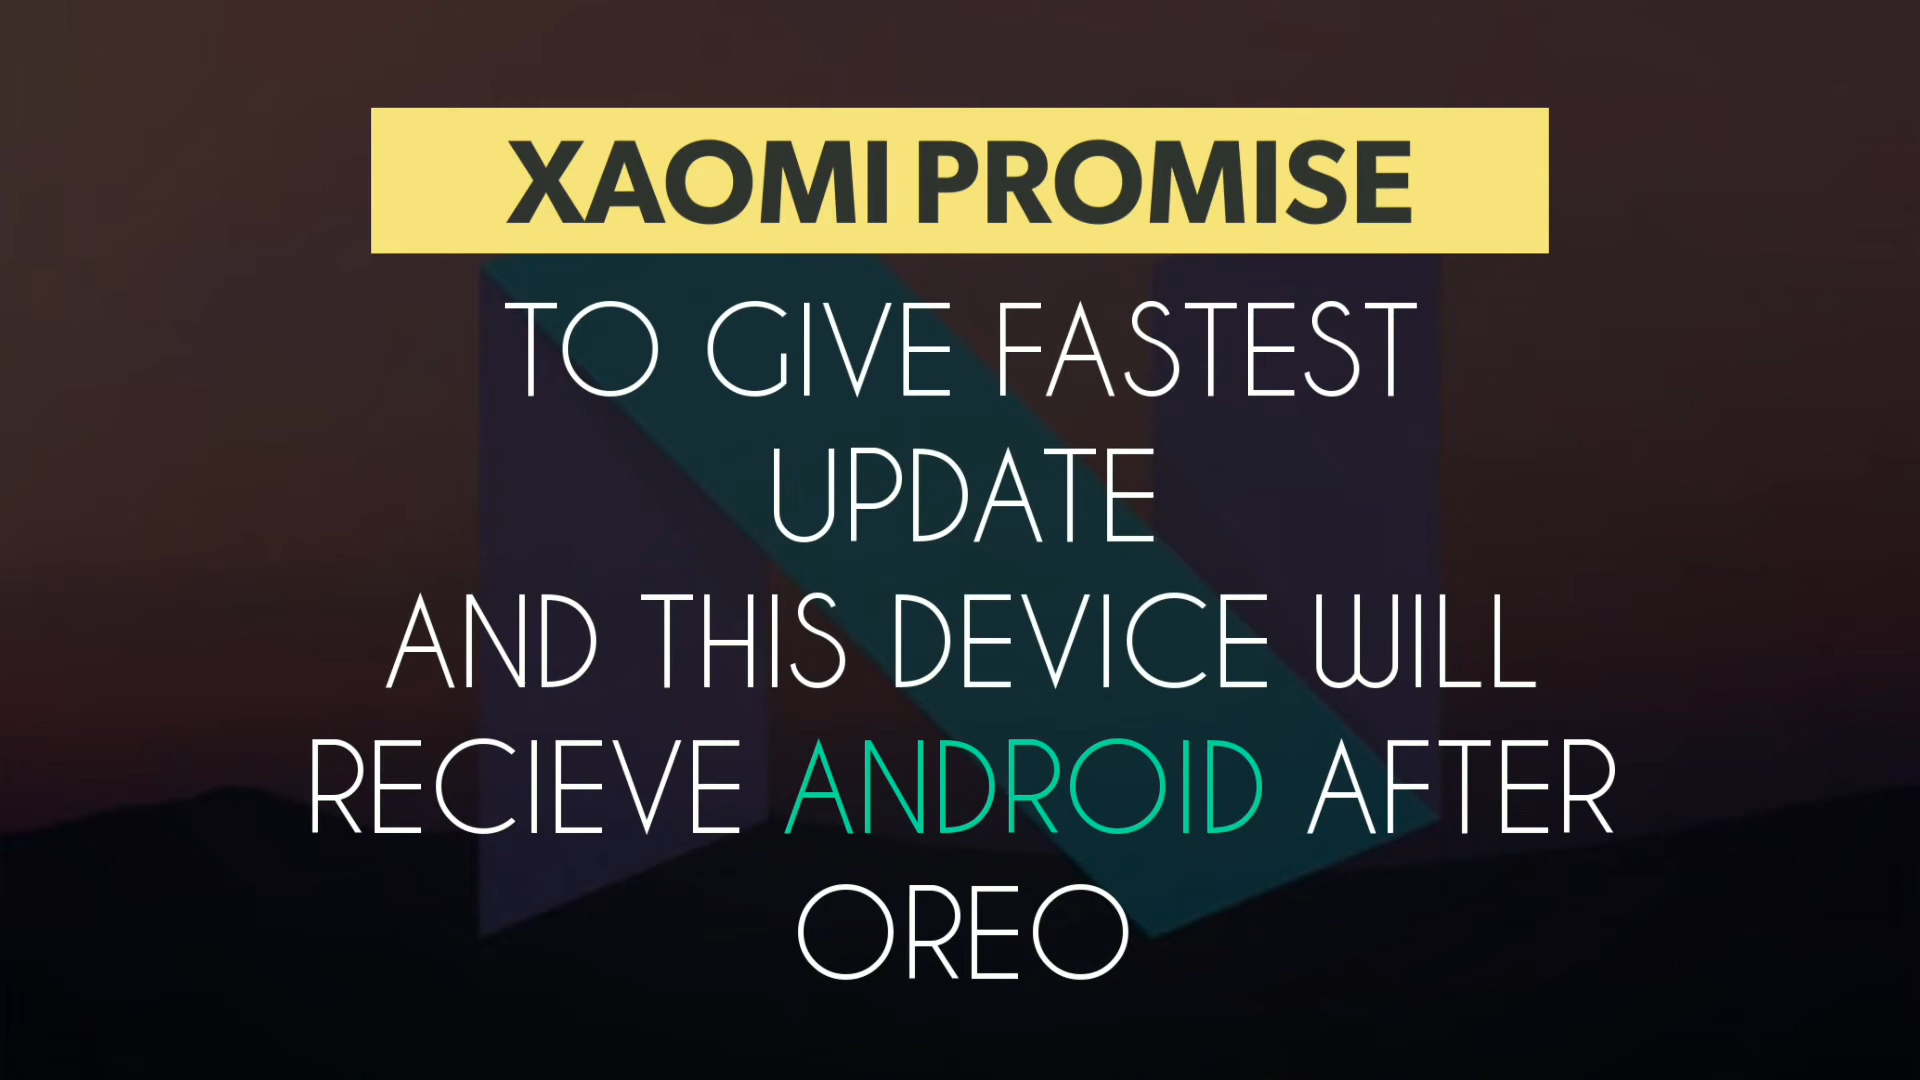 XAOMI PROMISE
TO GIVE FASTEST
UPDATE
AND THIS DEVICE WILL
RECIEVE ANDROID AFTER
OREO